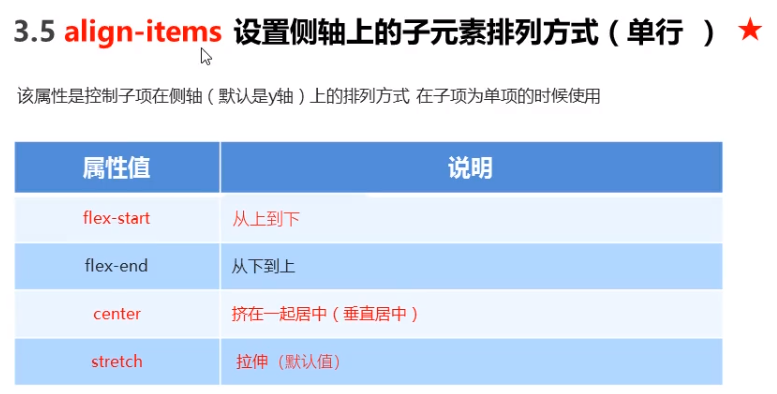 3.5 align-items 设置侧轴上的子元素排列方式（单行 ）
该属性是控制子项在侧轴（默认是y轴）上的排列方式 在子项为单项的时候使用
属性值 说明
flex-start 从上到下
flex-end 从下到上
center 挤在一起居中（垂直居中）
stretch 拉伸（默认值）